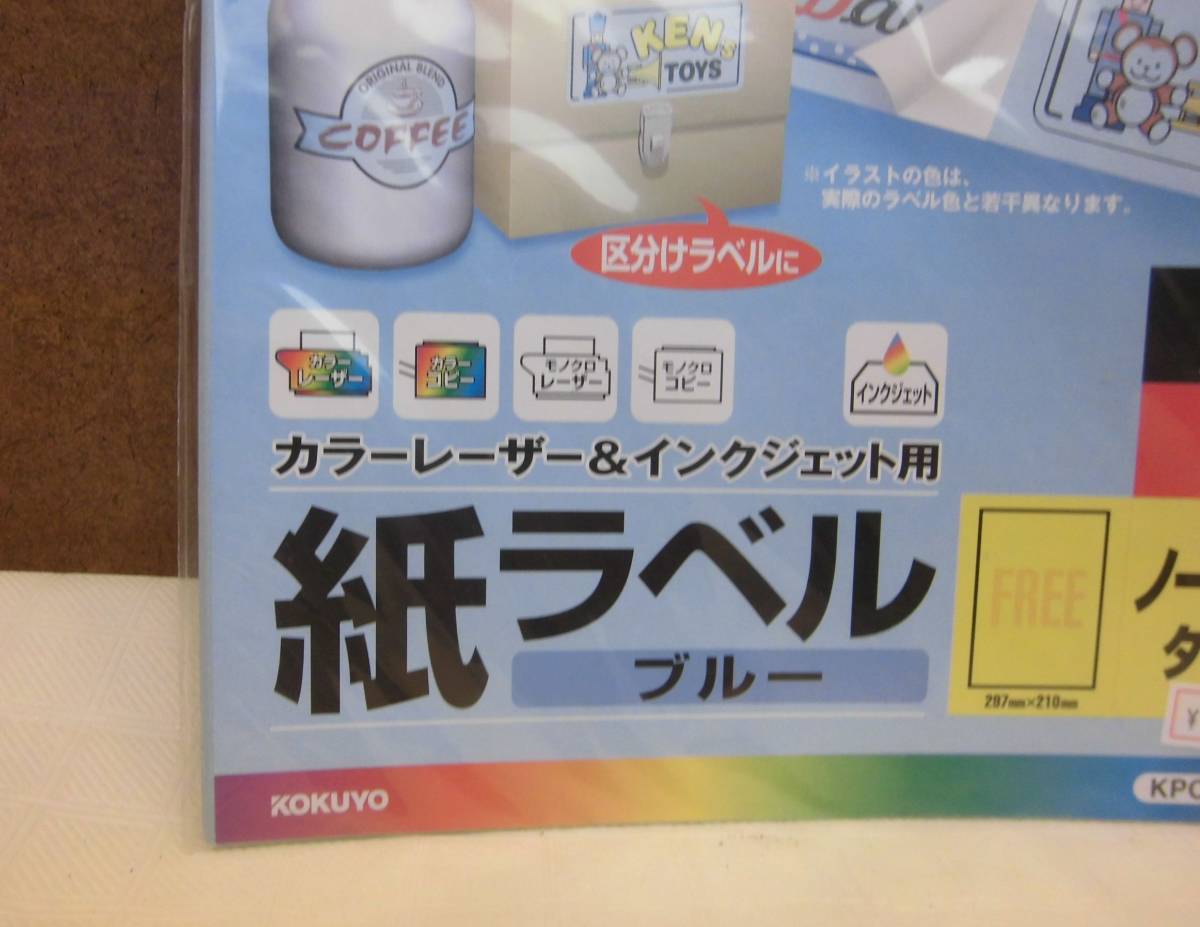 ORIGINAL BLEND
COFFEE
KEN'S
TOYS
※イラストの色は、
実際のラベル色と若干異なります。
区分けラベルに
カラー
レーザー
カラー
コピー
モノクロ
レーザー
モノクロ
コピー
インクジェット
カラーレーザー&インクジェット用
紙ラベル
ブルー
FREE
297mm×210mm
ノー
タ
¥
KOKUYO
KPC